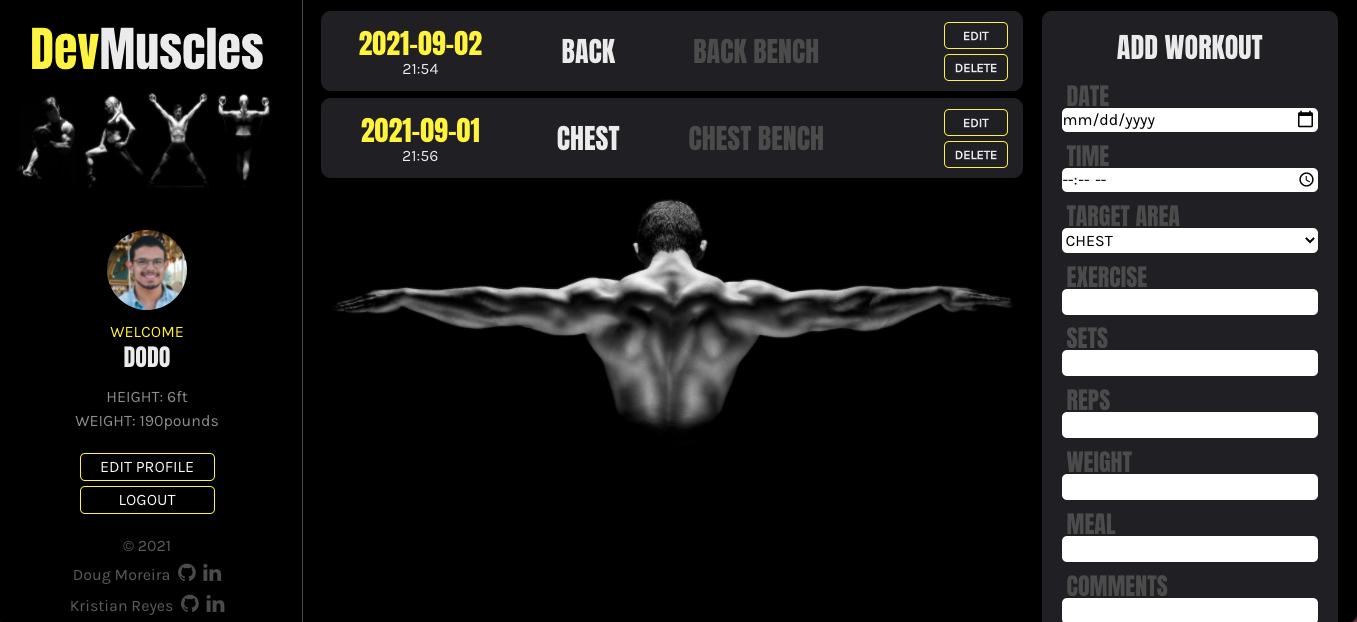 DevMuscles
WELCOME
DODO
HEIGHT: 6ft
WEIGHT: 190pounds
EDIT PROFILE
LOGOUT
© 2021
Doug Moreira
Kristian Reyes
2021-09-02
21:54
BACK
BACK BENCH
EDIT
DELETE
2021-09-01
21:56
CHEST
CHEST BENCH
EDIT
DELETE
ADD WORKOUT
DATE
mm/dd/yyyy
TIME
--:-- --
TARGET AREA
CHEST
EXERCISE
SETS
REPS
WEIGHT
MEAL
COMMENTS